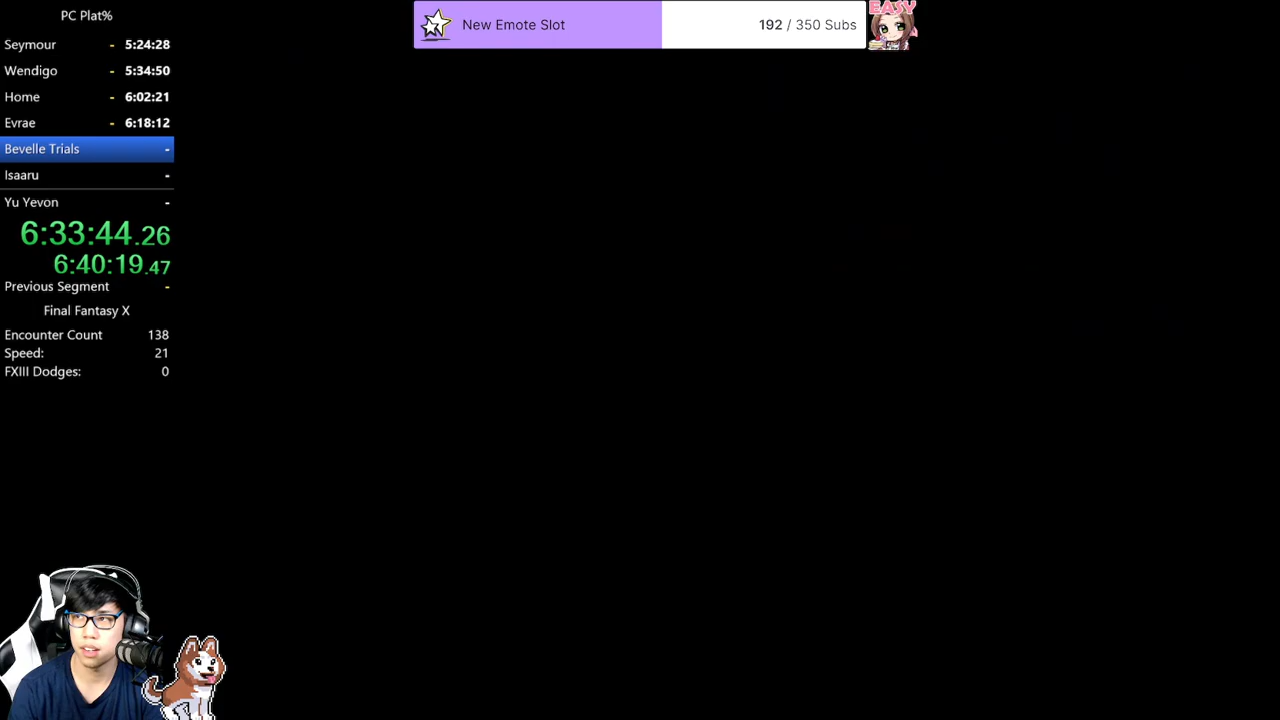 PC Plat%
Seymour - 5:24:28
Wendigo - 5:34:50
Home - 6:02:21
Evrae - 6:18:12
Bevelle Trials -
Isaaru -
Yu Yevon -
6:33:44.26
6:40:19.47
Previous Segment -
Final Fantasy X
Encounter Count 138
Speed: 21
FXIII Dodges: 0
New Emote Slot 192 / 350 Subs
EASY